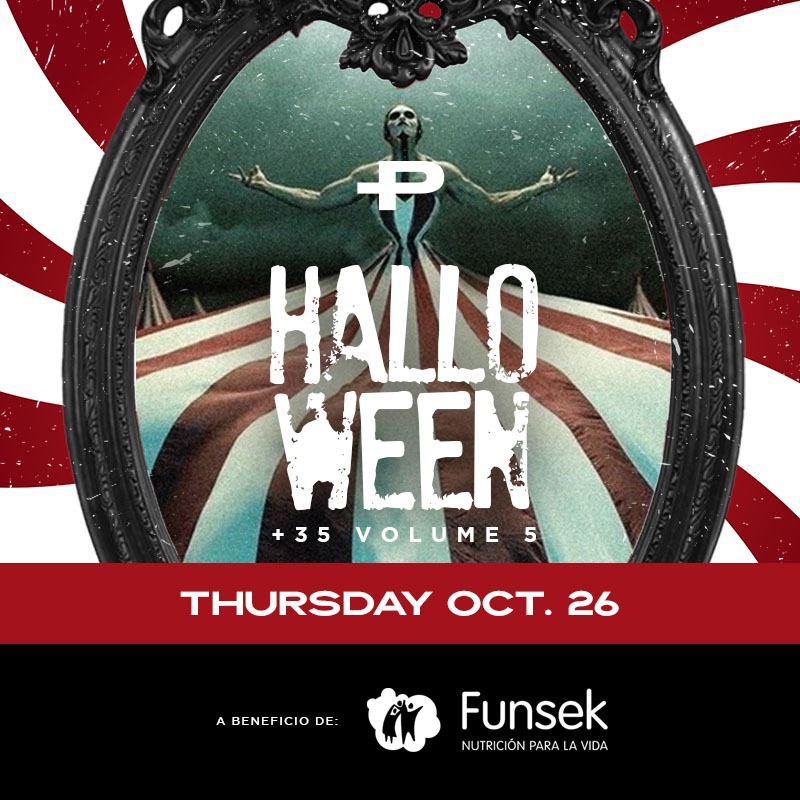 P
HALLO
WEEN
+35 VOLUME 5
THURSDAY OCT. 26
A BENEFICIO DE:
Funsek
NUTRICIÓN PARA LA VIDA